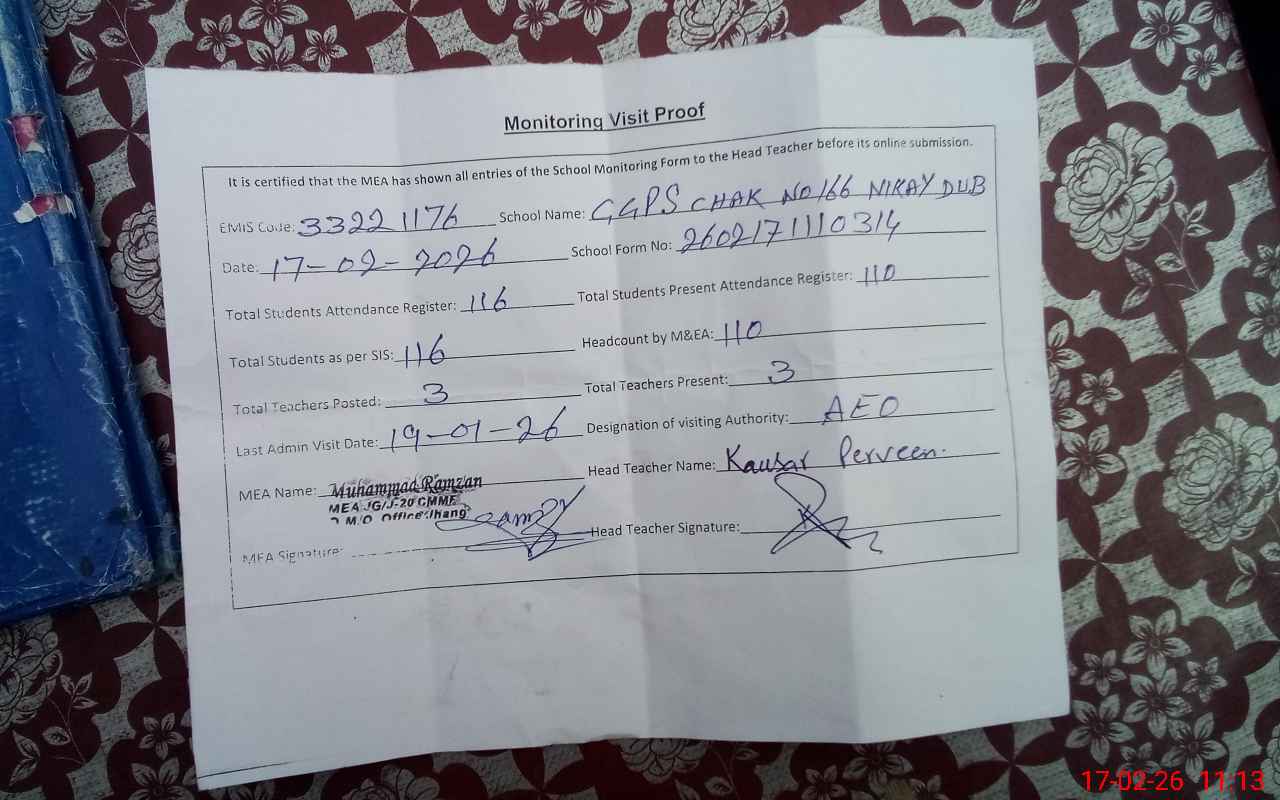 Monitoring Visit Proof
It is certified that the MEA has shown all entries of the School Monitoring Form to the Head Teacher before its online submission.
EMIS Code: 33221176 School Name: GGPS CHAK NO 166 NIKAY DUB
Date: 17-02-2026 School Form No: 2602171110314
Total Students Attendance Register: 116 Total Students Present Attendance Register: 110
Total Students as per SIS: 116 Headcount by M&EA: 110
Total Teachers Posted: 3 Total Teachers Present: 3
Last Admin Visit Date: 19-01-26 Designation of visiting Authority: AEO
MEA Name: Muhammad Ramzan Head Teacher Name: Kausar Perveen.
MEA JG/J-20 CMMF
D.M.O. Office Jhang
MEA Signature: Head Teacher Signature:
17-02-26 11:13